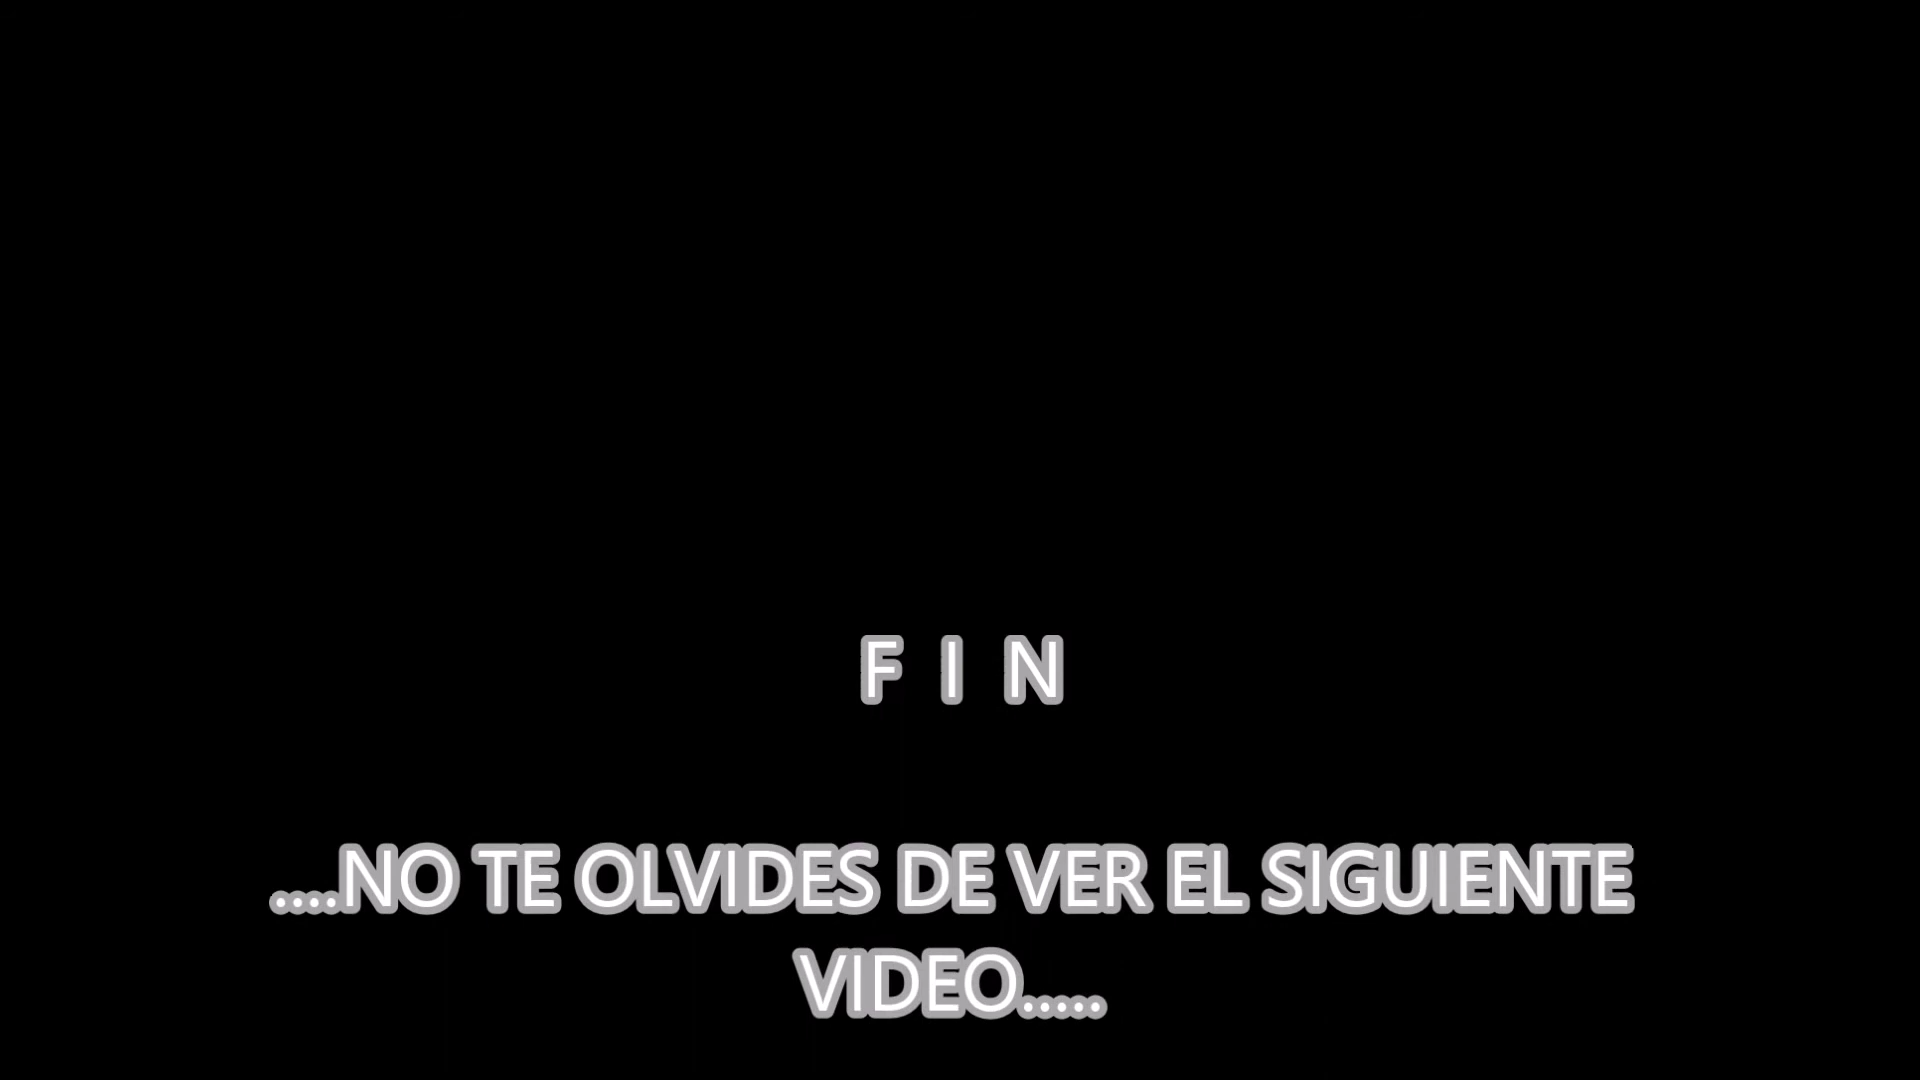 F I N
....NO TE OLVIDES DE VER EL SIGUIENTE
VIDEO.....